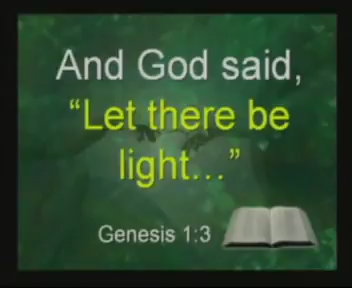 And God said,
“Let there be
light...”
Genesis 1:3